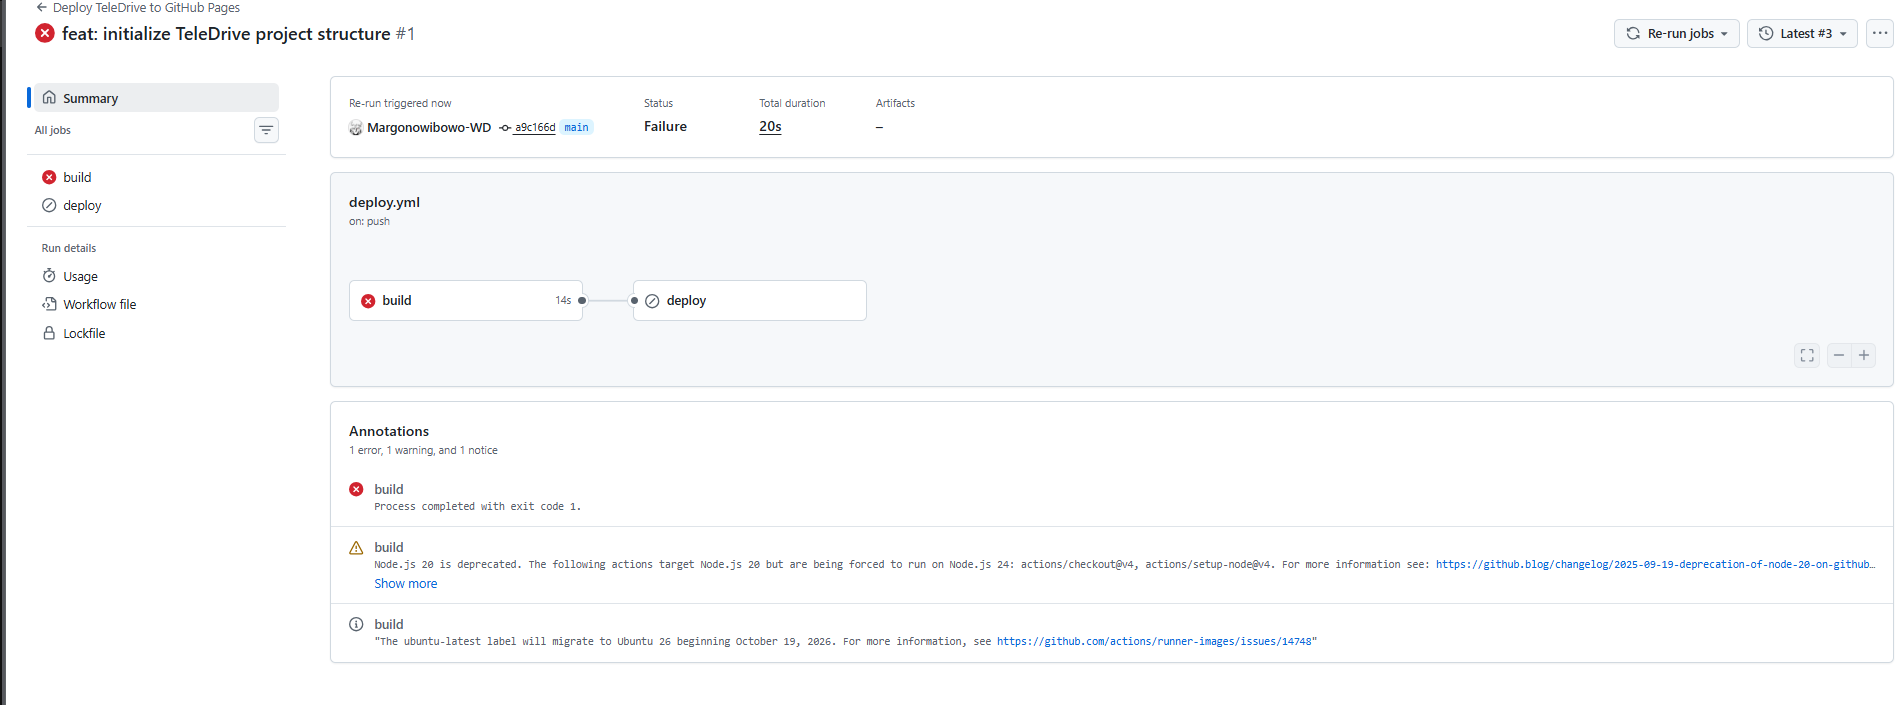 Deploy TeleDrive to GitHub Pages
feat: initialize TeleDrive project structure #1
Re-run jobs
Latest #3
Summary
All jobs
build
deploy
Run details
Usage
Workflow file
Lockfile
Re-run triggered now
Status
Total duration
Artifacts
Margonowibowo-WD
a9c166d
main
Failure
20s
–
deploy.yml
on: push
build
14s
deploy
Annotations
1 error, 1 warning, and 1 notice
build
Process completed with exit code 1.
build
Node.js 20 is deprecated. The following actions target Node.js 20 but are being forced to run on Node.js 24: actions/checkout@v4, actions/setup-node@v4. For more information see: https://github.blog/changelog/2025-09-19-deprecation-of-node-20-on-github…
Show more
build
"The ubuntu-latest label will migrate to Ubuntu 26 beginning October 19, 2026. For more information, see https://github.com/actions/runner-images/issues/14748"